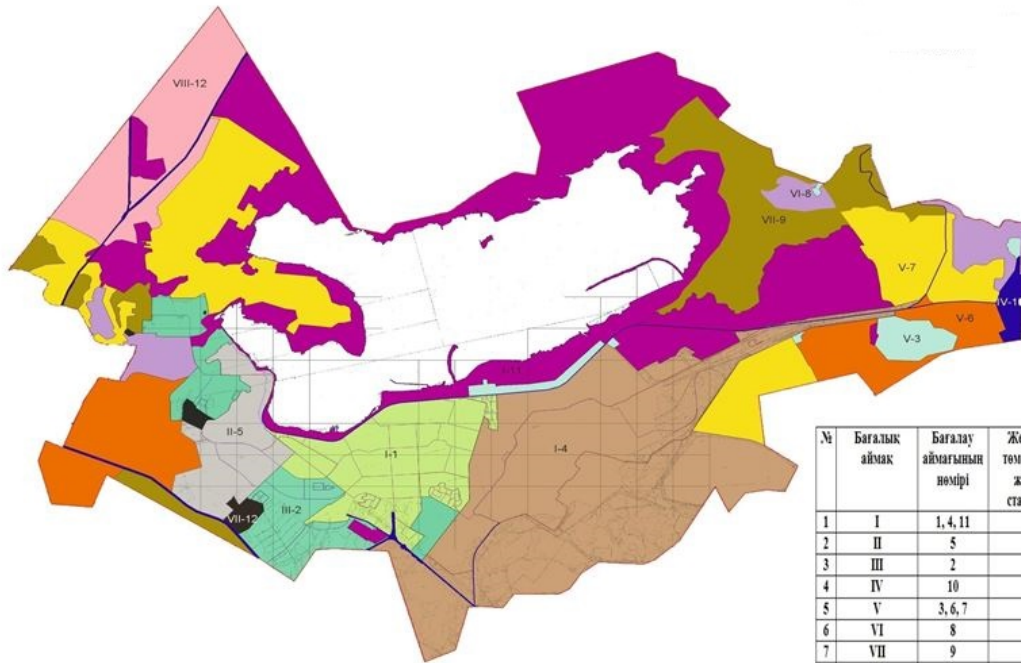 VIII-12
VI-8
VII-9
V-7
V-6
V-3
I-11
I-4
I-1
II-5
III-2
VII-12
№ Бағалық аймақ Бағалау аймағының нөмірі
1 I 1, 4, 11
2 II 5
3 III 2
4 IV 10
5 V 3, 6, 7
6 VI 8
7 VII 9